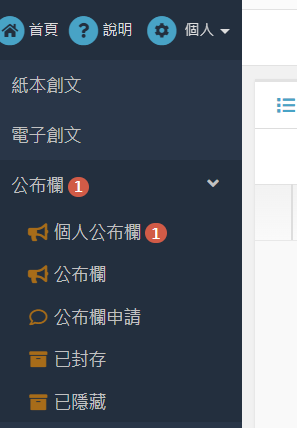 首頁 說明 個人
紙本創文
電子創文
公布欄 1
個人公布欄 1
公布欄
公布欄申請
已封存
已隱藏